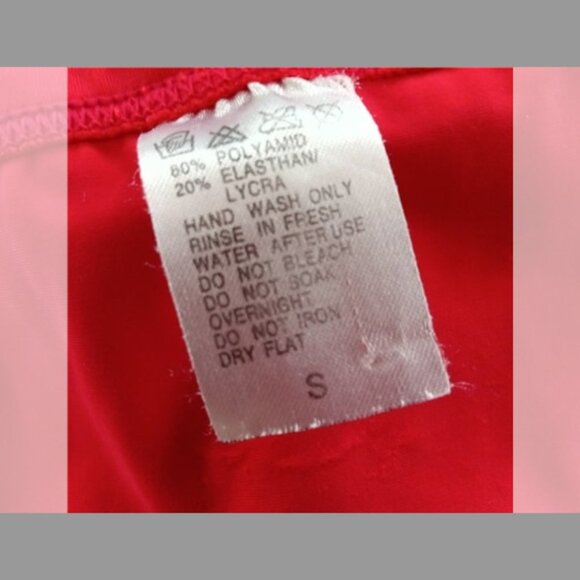 80% POLYAMID
20% ELASTHAN/
LYCRA
HAND WASH ONLY
RINSE IN FRESH
WATER AFTER USE
DO NOT BLEACH
DO NOT SOAK
OVERNIGHT
DO NOT IRON
DRY FLAT
S